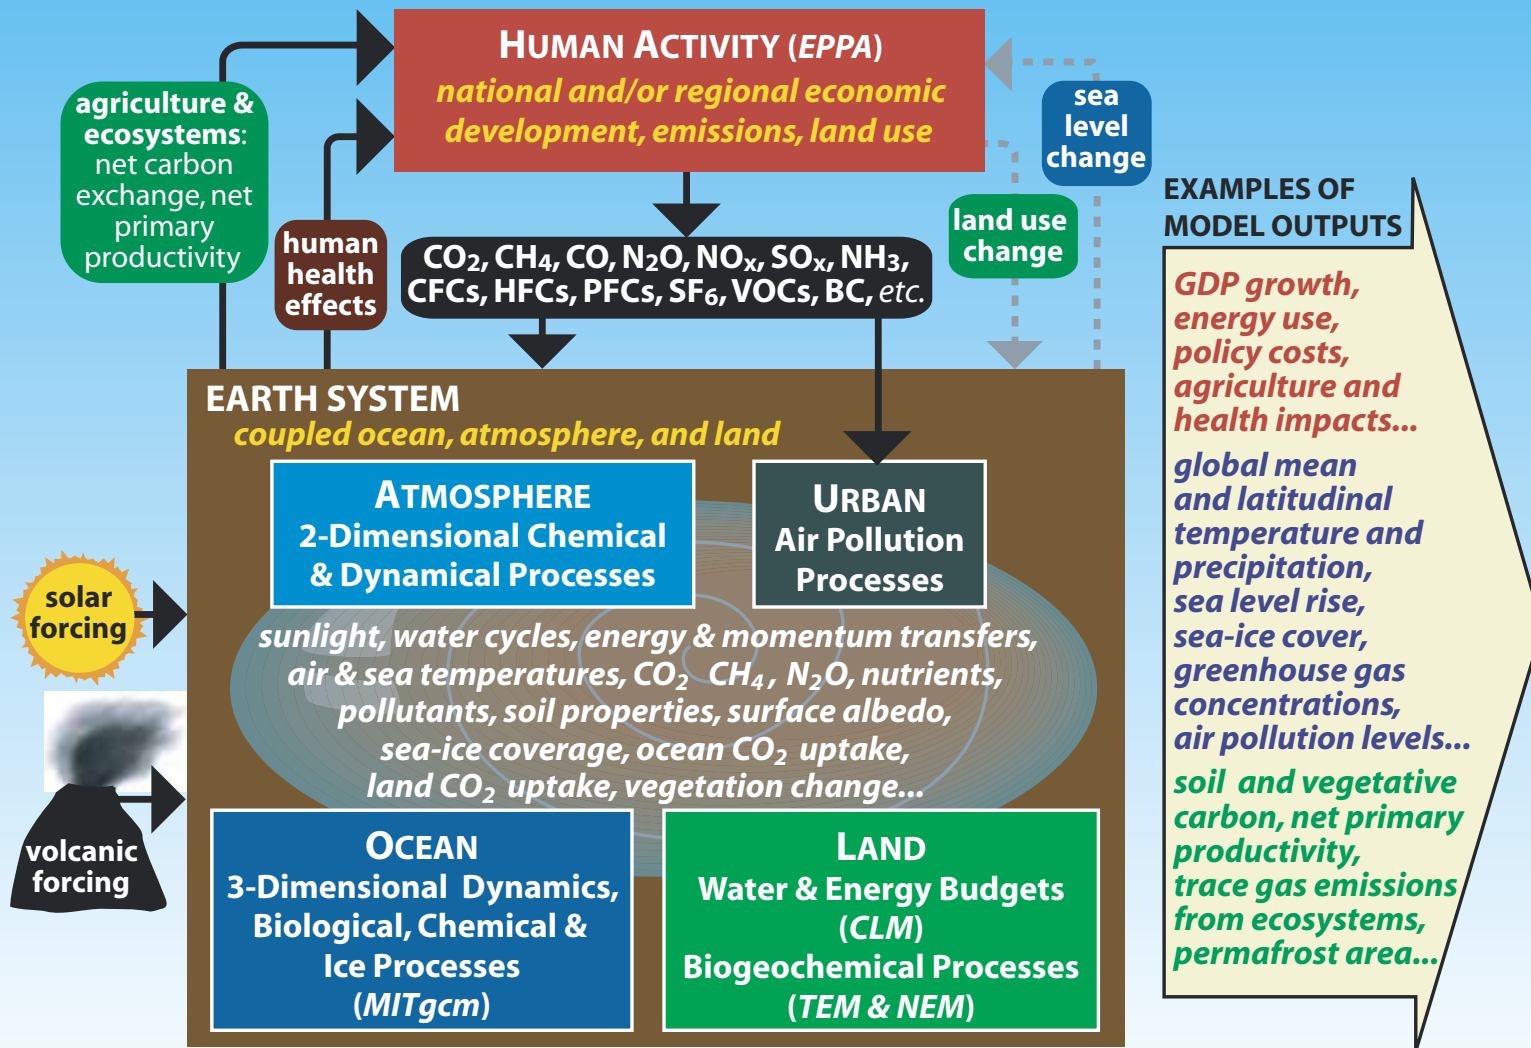 HUMAN ACTIVITY (EPPA)
national and/or regional economic
development, emissions, land use
agriculture &
ecosystems:
net carbon
exchange, net
primary
productivity
human
health
effects
sea
level
change
land use
change
CO₂, CH₄, CO, N₂O, NOₓ, SOₓ, NH₃,
CFCs, HFCs, PFCs, SF₆, VOCs, BC, etc.
EARTH SYSTEM
coupled ocean, atmosphere, and land
ATMOSPHERE
2-Dimensional Chemical
& Dynamical Processes
URBAN
Air Pollution
Processes
solar
forcing
volcanic
forcing
sunlight, water cycles, energy & momentum transfers,
air & sea temperatures, CO₂ CH₄, N₂O, nutrients,
pollutants, soil properties, surface albedo,
sea-ice coverage, ocean CO₂ uptake,
land CO₂ uptake, vegetation change...
OCEAN
3-Dimensional Dynamics,
Biological, Chemical &
Ice Processes
(MITgcm)
LAND
Water & Energy Budgets
(CLM)
Biogeochemical Processes
(TEM & NEM)
EXAMPLES OF
MODEL OUTPUTS
GDP growth,
energy use,
policy costs,
agriculture and
health impacts...
global mean
and latitudinal
temperature and
precipitation,
sea level rise,
sea-ice cover,
greenhouse gas
concentrations,
air pollution levels...
soil and vegetative
carbon, net primary
productivity,
trace gas emissions
from ecosystems,
permafrost area...